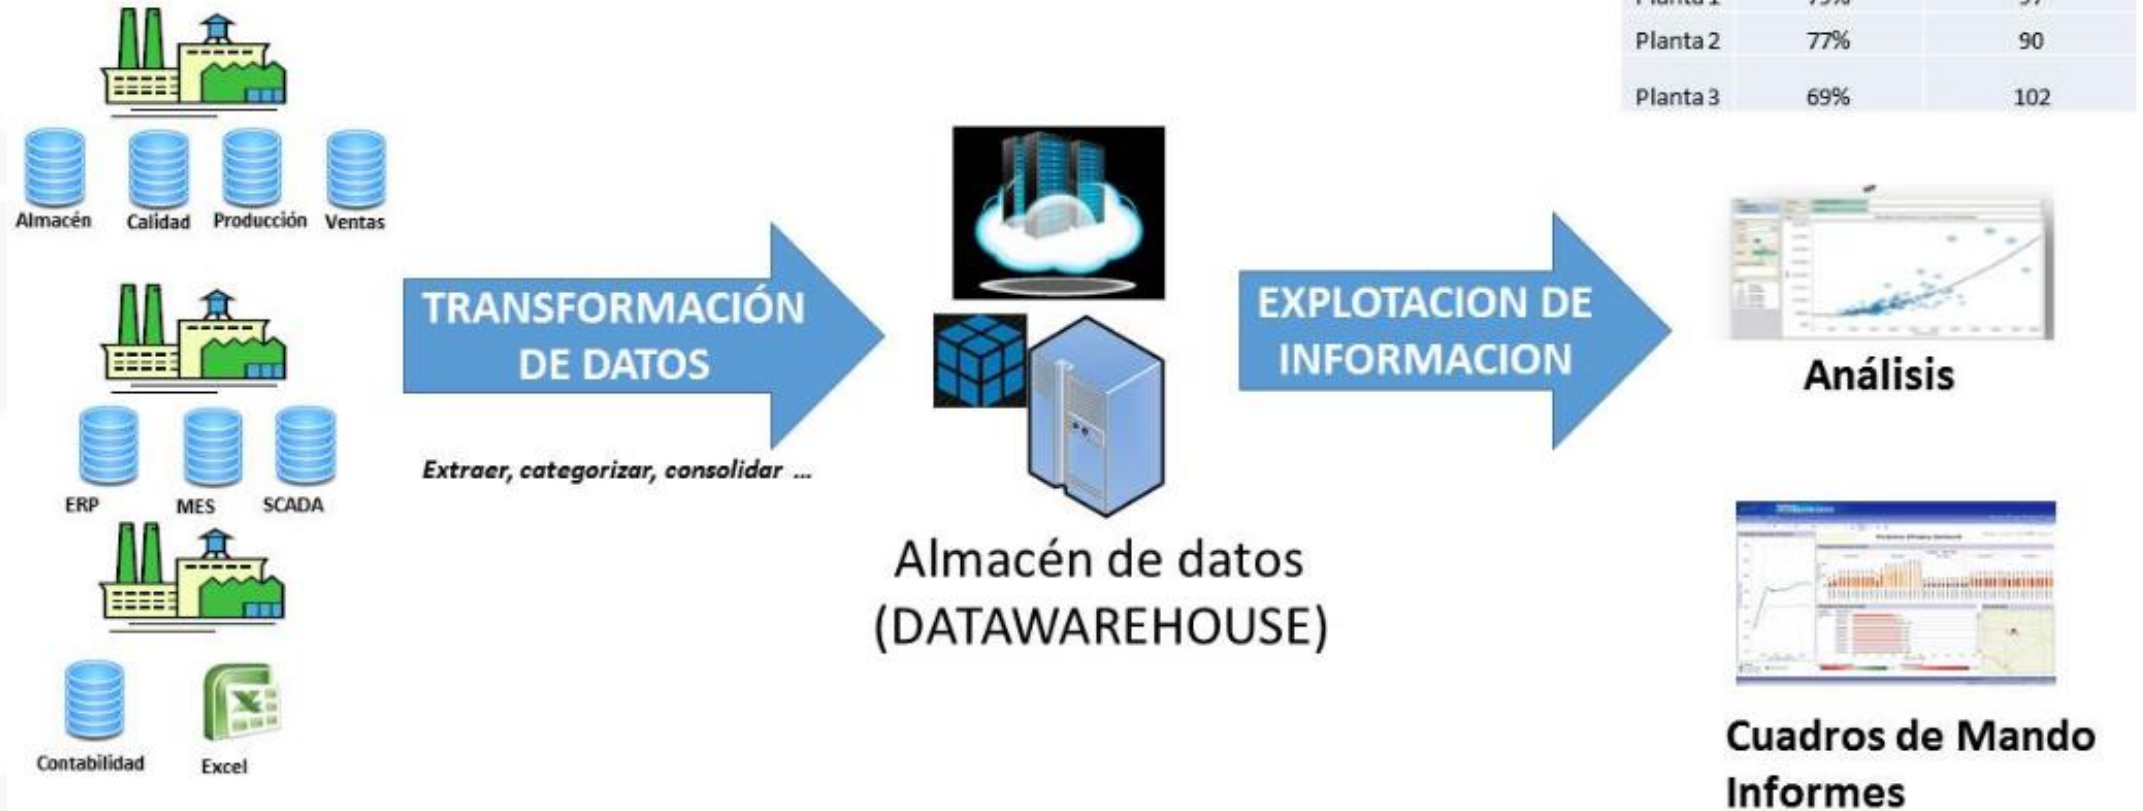 Planta 2 77% 90
Planta 3 69% 102
Almacén Calidad Producción Ventas
ERP MES SCADA
Contabilidad Excel
TRANSFORMACIÓN
DE DATOS
Extraer, categorizar, consolidar ...
Almacén de datos
(DATAWAREHOUSE)
EXPLOTACION DE
INFORMACION
Análisis
Cuadros de Mando
Informes